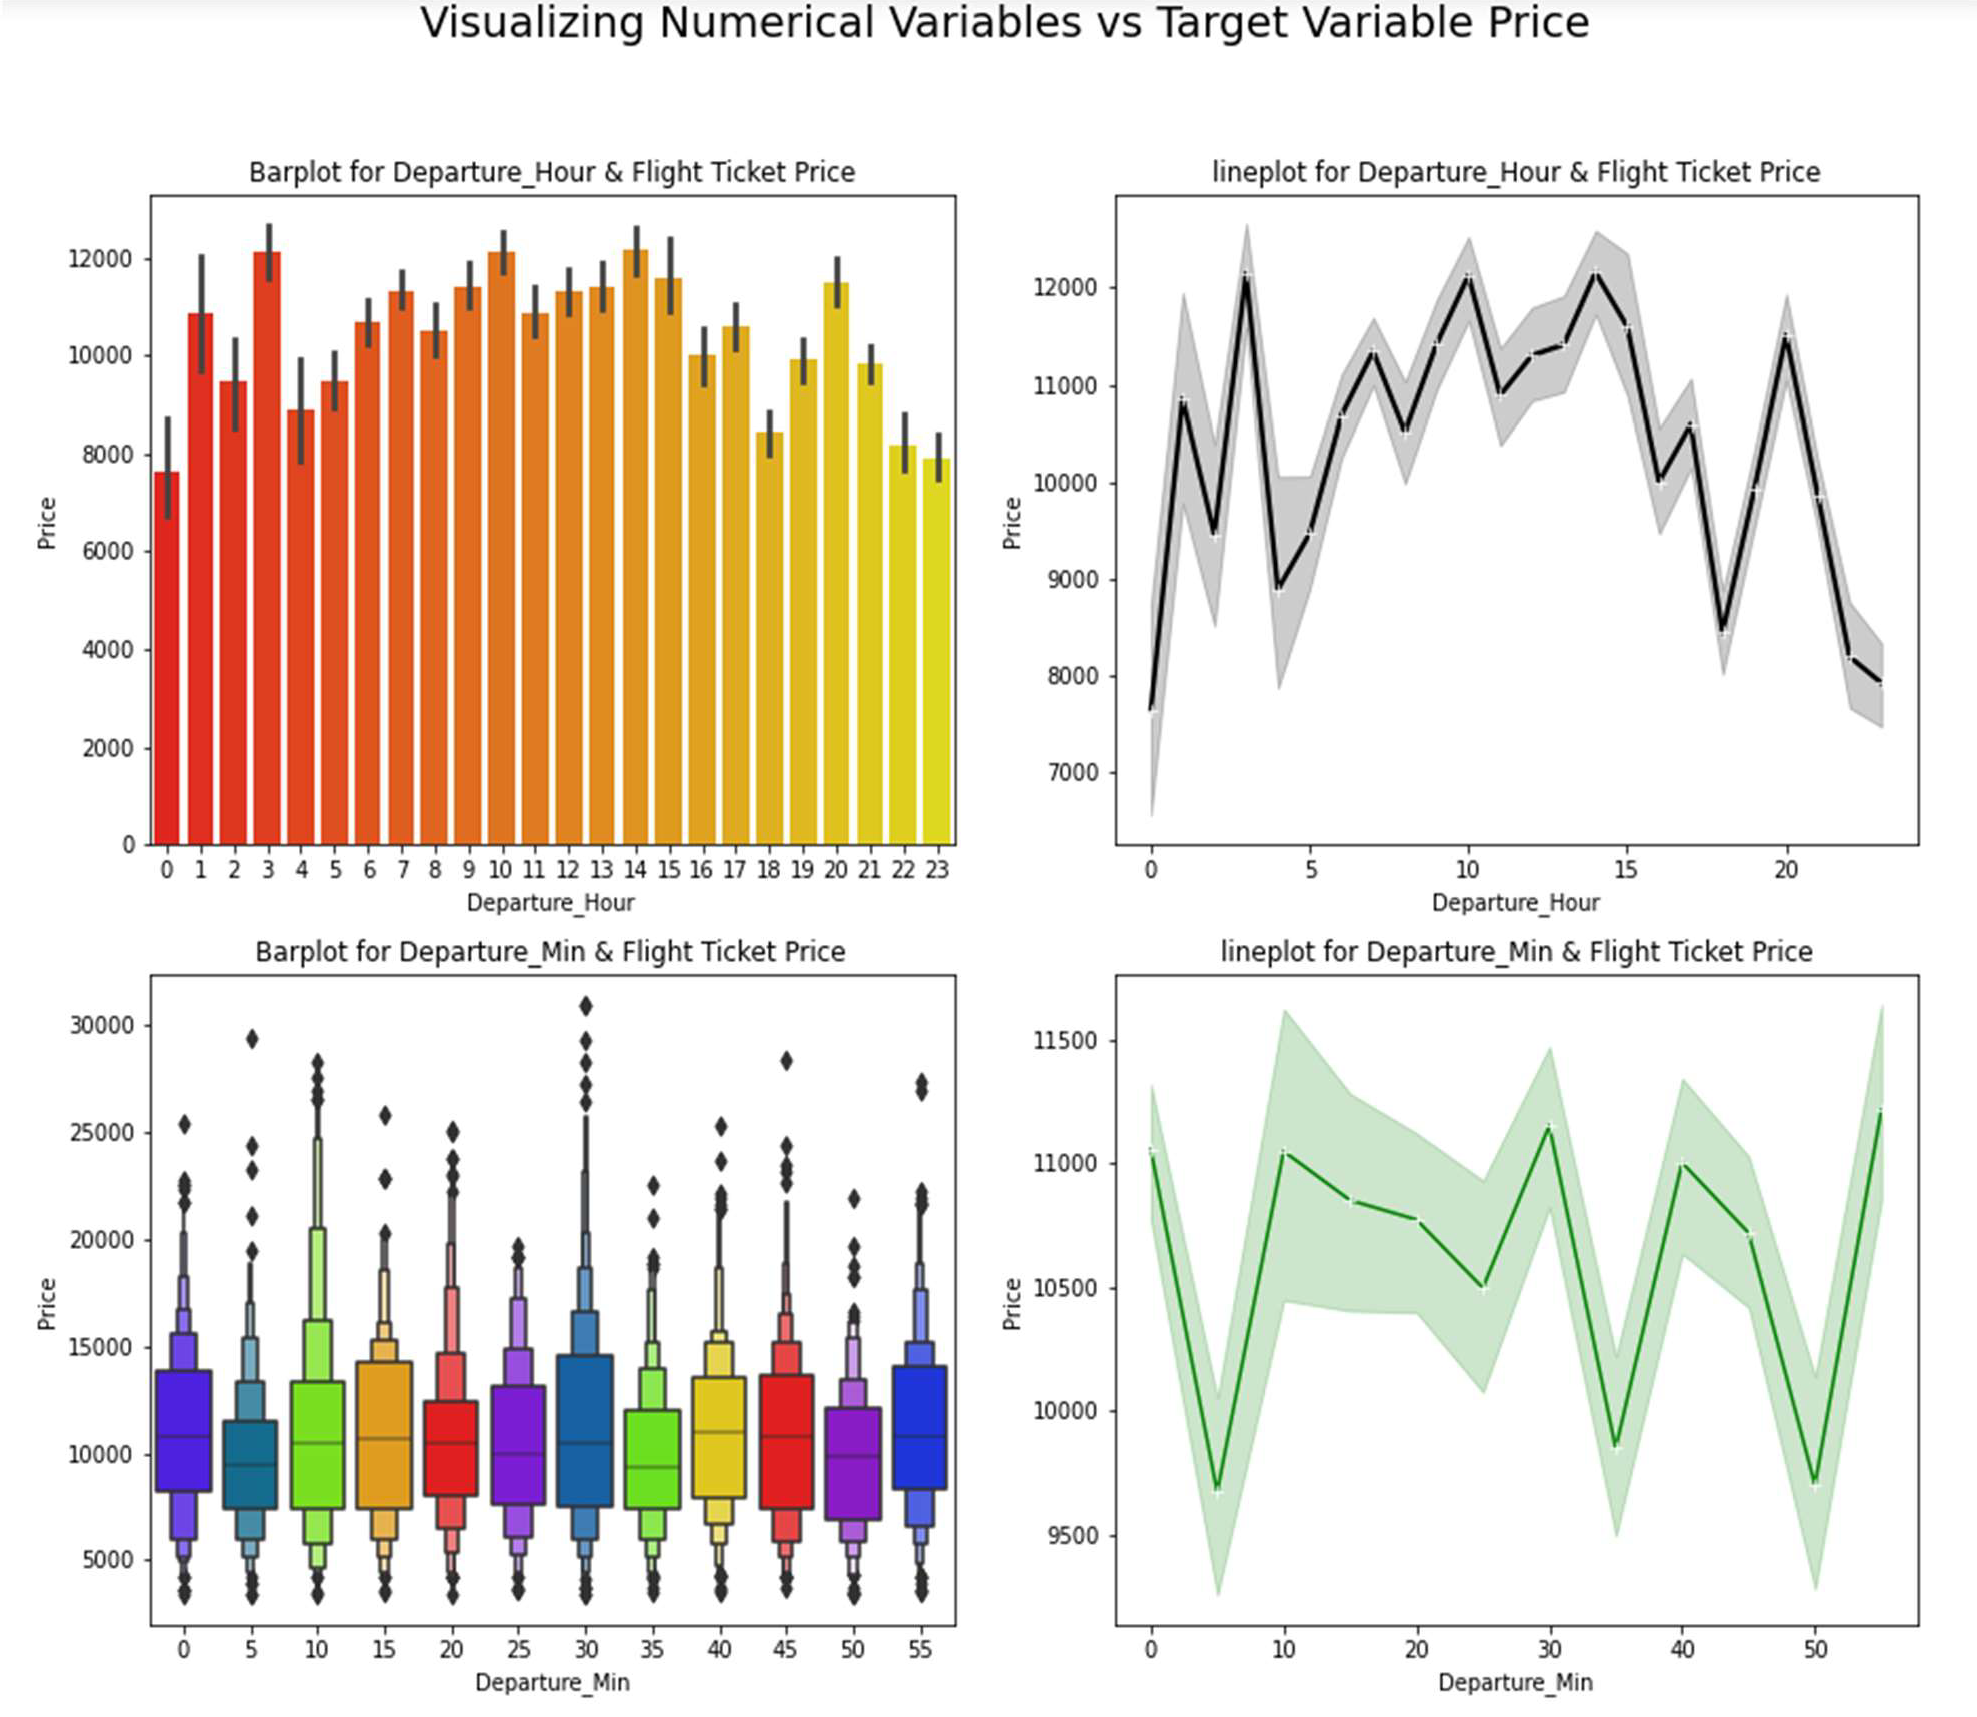 Visualizing Numerical Variables vs Target Variable Price
Barplot for Departure_Hour & Flight Ticket Price
12000
10000
8000
6000
4000
2000
0
Price
0 1 2 3 4 5 6 7 8 9 10 11 12 13 14 15 16 17 18 19 20 21 22 23
Departure_Hour
lineplot for Departure_Hour & Flight Ticket Price
12000
11000
10000
9000
8000
7000
Price
0 5 10 15 20
Departure_Hour
Barplot for Departure_Min & Flight Ticket Price
30000
25000
20000
15000
10000
5000
Price
0 5 10 15 20 25 30 35 40 45 50 55
Departure_Min
lineplot for Departure_Min & Flight Ticket Price
11500
11000
10500
10000
9500
Price
0 10 20 30 40 50
Departure_Min